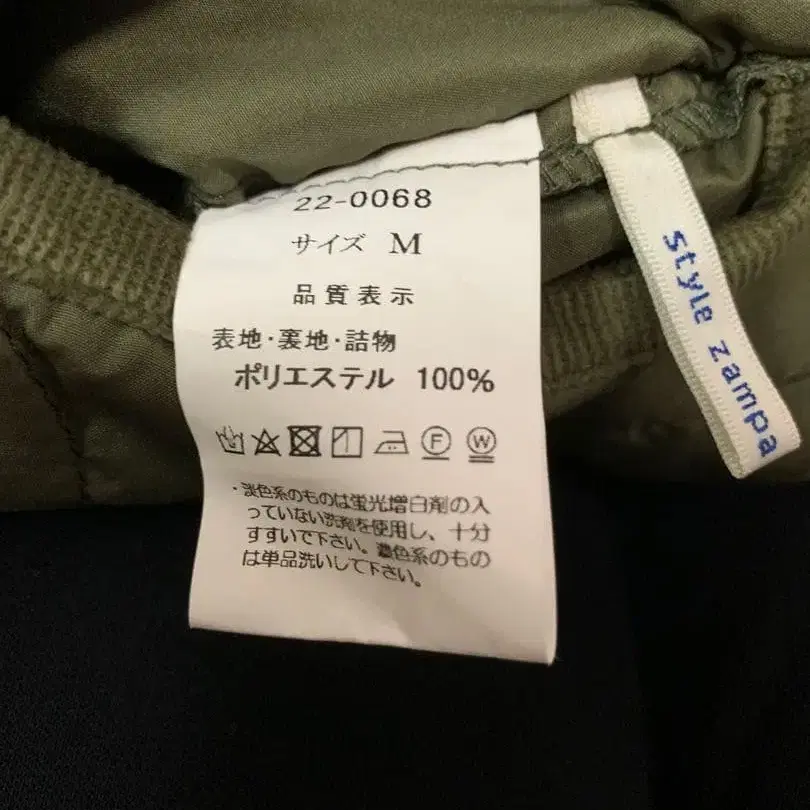 22-0068
サイズ M
品質表示
表地・裏地・詰物
ポリエステル 100%
F W
・淡色系のものは蛍光増白剤の入
っていない洗剤を使用し、十分
すすいで下さい。濃色系のもの
は単品洗いして下さい。
style zampa